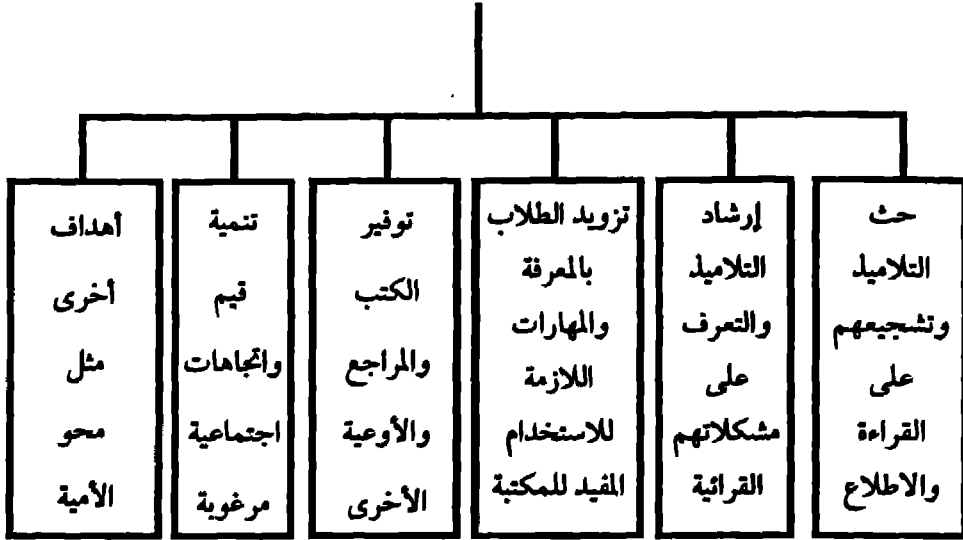 حث
التلاميذ
وتشجيعهم
على
القراءة
والاطلاع
إرشاد
التلاميذ
والتعرف
على
مشكلاتهم
القرائية
تزويد الطلاب
بالمعرفة
والمهارات
اللازمة
للاستخدام
المفيد للمكتبة
توفير
الكتب
والمراجع
والأوعية
الأخرى
تنمية
قيم
واتجاهات
اجتماعية
مرغوبة
أهداف
أخرى
مثل
محو
الأمية